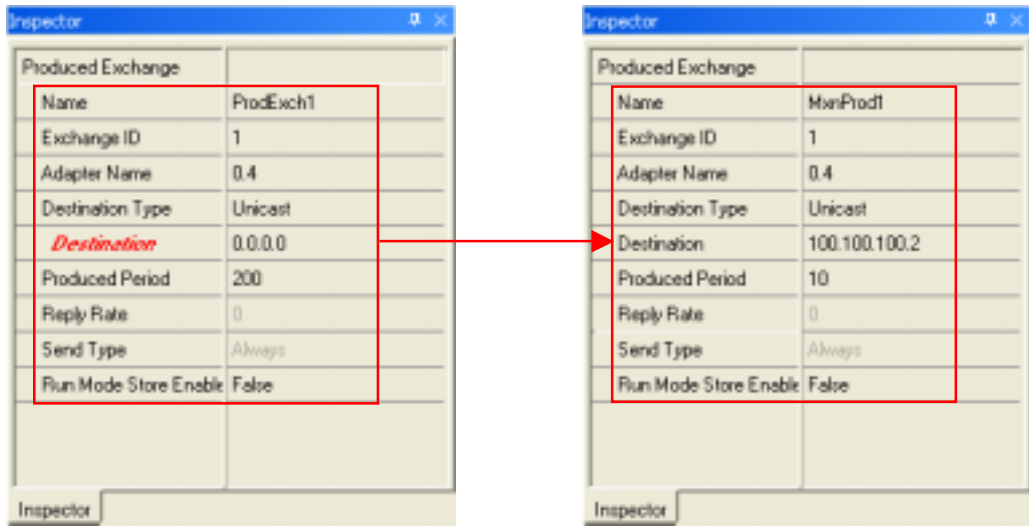 Inspector
Produced Exchange
Name ProdExch1
Exchange ID 1
Adapter Name 0.4
Destination Type Unicast
Destination 0.0.0.0
Produced Period 200
Reply Rate 0
Send Type Always
Run Mode Store Enable False
Inspector
Inspector
Produced Exchange
Name MxnProd1
Exchange ID 1
Adapter Name 0.4
Destination Type Unicast
Destination 100.100.100.2
Produced Period 10
Reply Rate 0
Send Type Always
Run Mode Store Enable False
Inspector